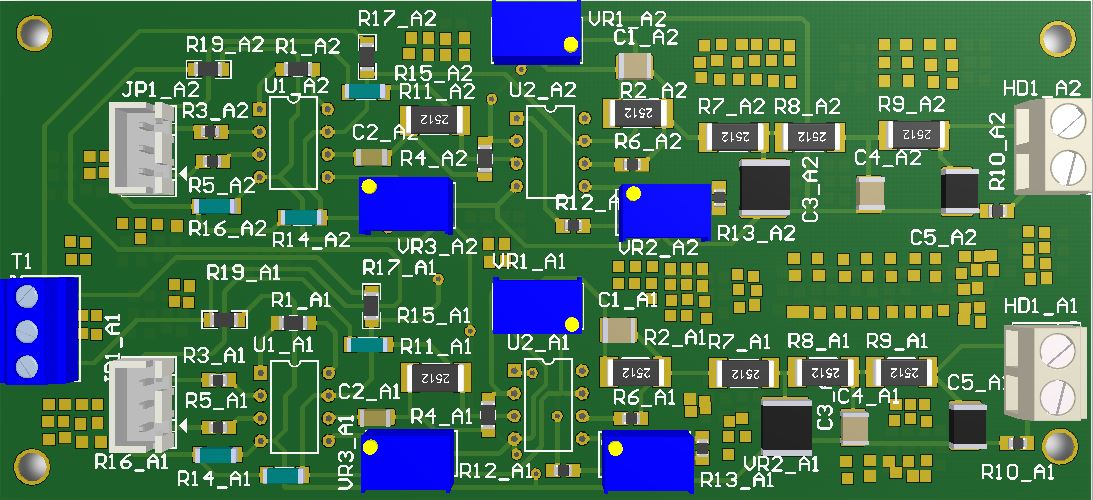 R17_A2
VR1_A2
R19_A2
R1_A2
C1_A2
R15_A2
JP1_A2
U1_A2
R11_A2
U2_A2
R2_A2
HD1_A2
R3_A2
2512
2512
R7_A2
R8_A2
R9_A2
2512
2512
2512
C2_A2
R4_A2
R6_A2
C4_A2
R10_A2
R5_A2
C3_A2
R16_A2
R12_A
R14_A2
VR3_A2
VR2_A2
R13_A2
C5_A2
T1
R19_A1
R17_A1
VR1_A1
R1_A1
C1_A1
HD1_A1
R15_A1
R2_A1
R3_A1
U1_A1
R11_A1
U2_A1
R7_A1
R8_A1
R9_A1
2512
2512
2512
2512
2512
R5_A1
C2_A1
R4_A1
R6_A1
C3
C4_A1
C5_A1
R16_A1
VR3_A1
R14_A1
R12_A1
R13_A1
VR2_A1
R10_A1